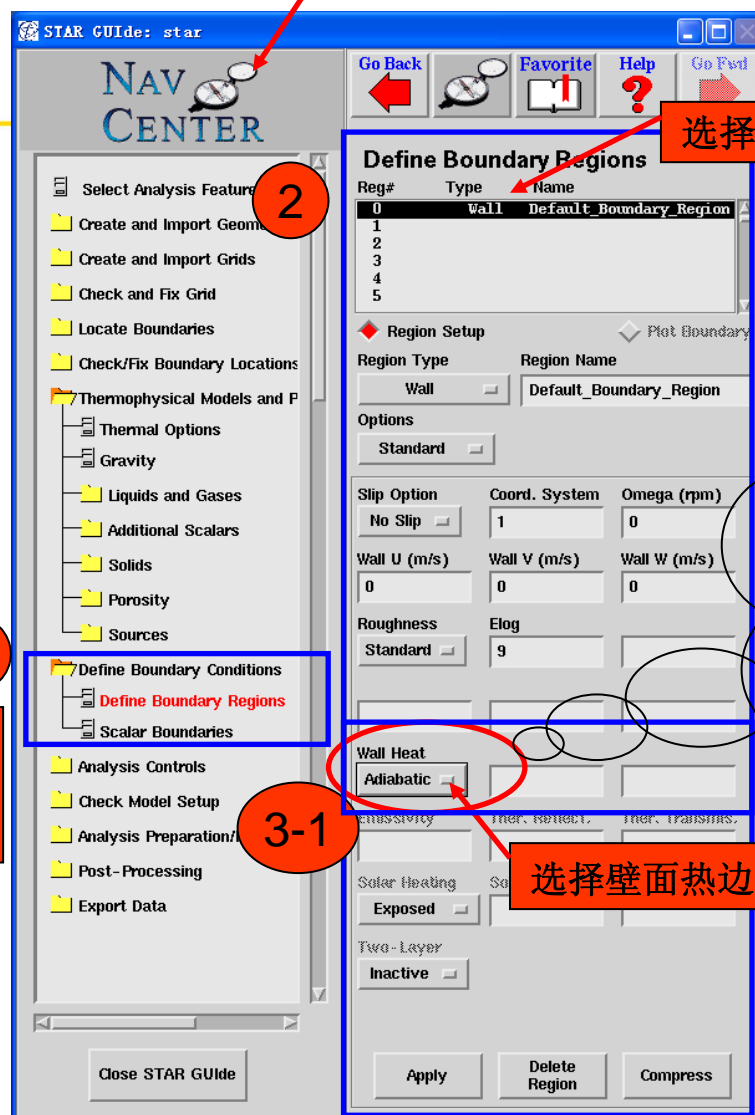 STAR GUIde: star
NAV
CENTER
Go Back
Favorite
Help
Go Fwd
选择
2
Select Analysis Feature
Create and Import Geom
Create and Import Grids
Check and Fix Grid
Locate Boundaries
Check/Fix Boundary Locations
Thermophysical Models and P
Thermal Options
Gravity
Liquids and Gases
Additional Scalars
Solids
Porosity
Sources
Define Boundary Conditions
Define Boundary Regions
Scalar Boundaries
Analysis Controls
Check Model Setup
Analysis Preparation/
Post-Processing
Export Data
3-1
Close STAR GUIde
Define Boundary Regions
Reg# Type Name
0 Wall Default_Boundary_Region
1
2
3
4
5
Region Setup
Plot Boundary
Region Type Region Name
Wall Default_Boundary_Region
Options
Standard
Slip Option Coord. System Omega (rpm)
No Slip 1 0
Wall U (m/s) Wall V (m/s) Wall W (m/s)
0 0 0
Roughness Elog
Standard 9
Wall Heat
Adiabatic
Emissivity Ther. Reflect. Ther. Transmis.
选择壁面热边
Solar Heating So
Exposed
Two-Layer
Inactive
Apply
Delete Region
Compress